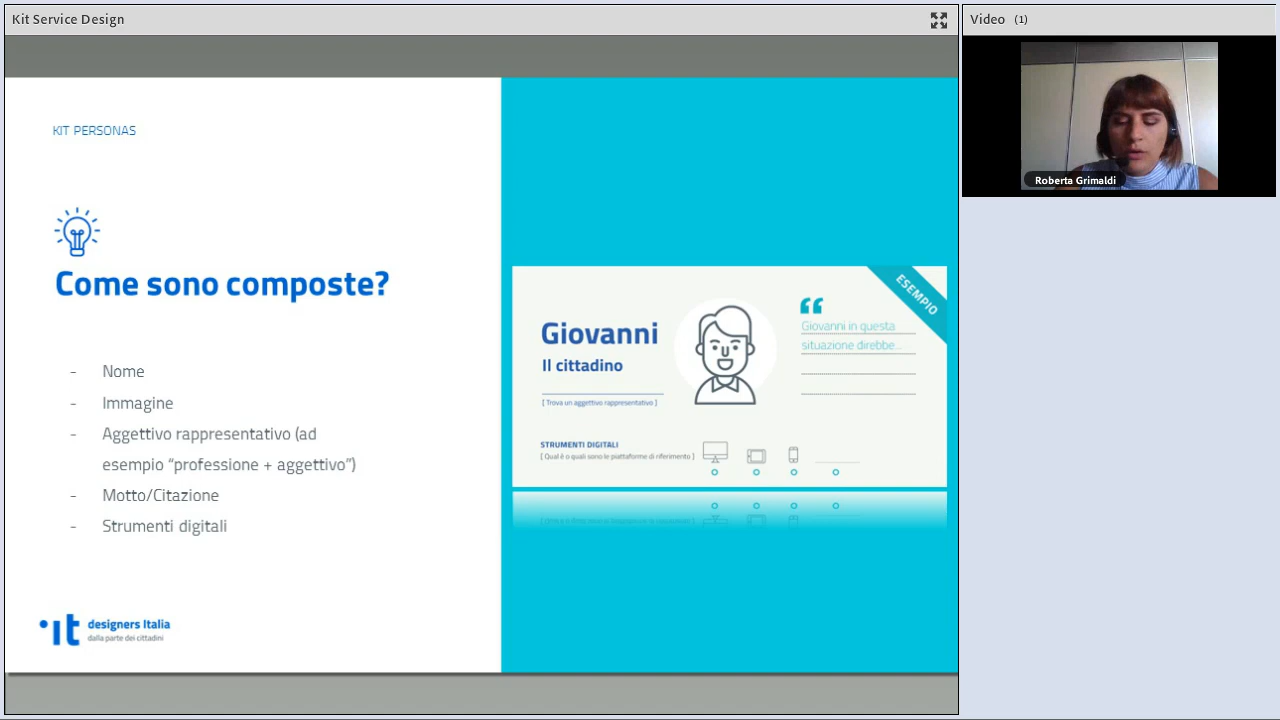 Kit Service Design
Video (1)
Roberta Grimaldi
KIT PERSONAS
Come sono composte?
- Nome
- Immagine
- Aggettivo rappresentativo (ad
esempio “professione + aggettivo”)
- Motto/Citazione
- Strumenti digitali
it designers Italia
dalla parte dei cittadini
ESEMPIO
Giovanni
Il cittadino
[ Trova un aggettivo rappresentativo ]
“
Giovanni in questa
situazione direbbe...
STRUMENTI DIGITALI
[ Qual è o quali sono le piattaforme di riferimento ]